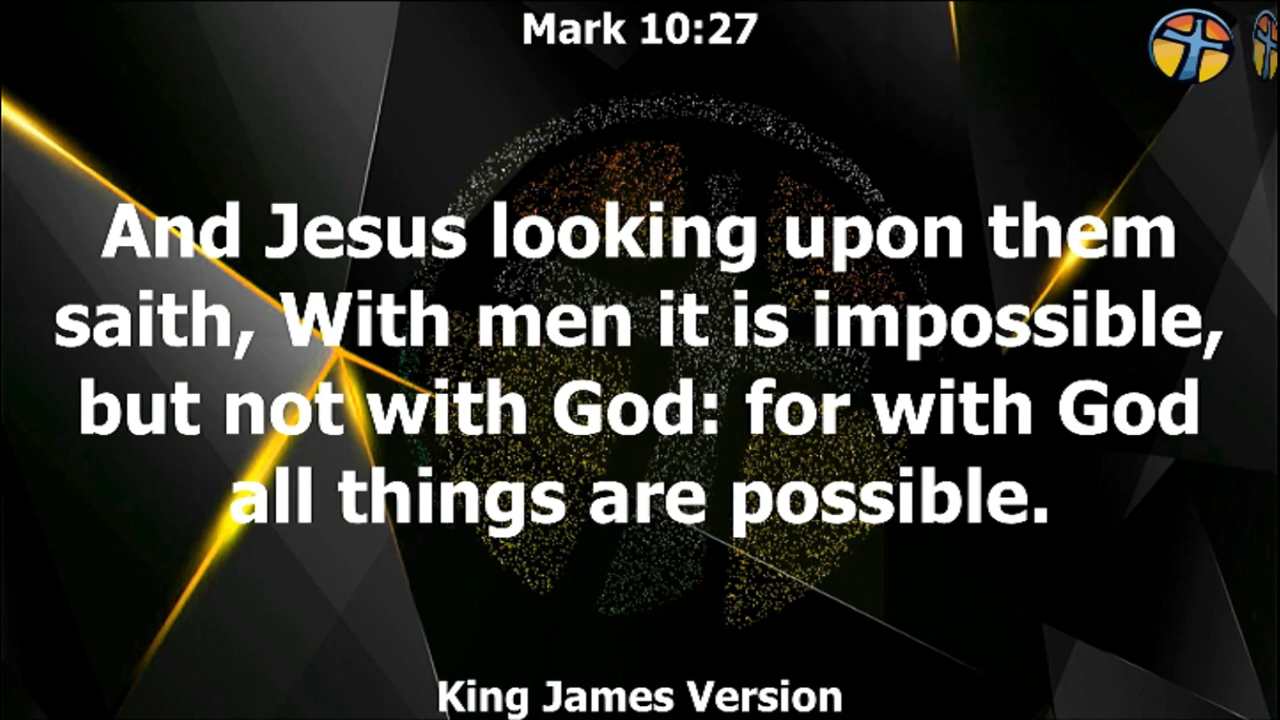 Mark 10:27
And Jesus looking upon them
saith, With men it is impossible,
but not with God: for with God
all things are possible.
King James Version